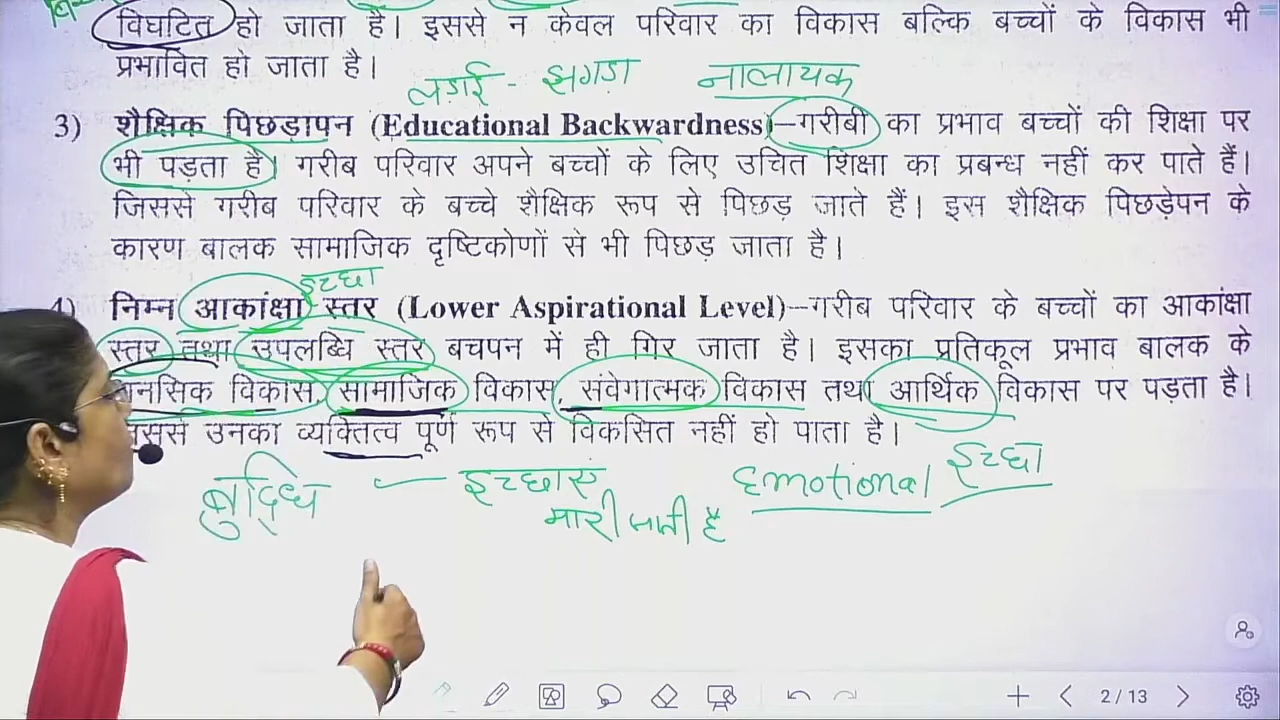 विघटित हो जाता है। इससे न केवल परिवार का विकास बल्कि बच्चों के विकास भी
प्रभावित हो जाता है।
लड़ाई - झगड़ा नालायक
3) शैक्षिक पिछड़ापन (Educational Backwardness)–गरीबी का प्रभाव बच्चों की शिक्षा पर
भी पड़ता है। गरीब परिवार अपने बच्चों के लिए उचित शिक्षा का प्रबन्ध नहीं कर पाते हैं।
जिससे गरीब परिवार के बच्चे शैक्षिक रूप से पिछड़ जाते हैं। इस शैक्षिक पिछड़ेपन के
कारण बालक सामाजिक दृष्टिकोणों से भी पिछड़ जाता है।
इच्छा
निम्न आकांक्षा स्तर (Lower Aspirational Level)–गरीब परिवार के बच्चों का आकांक्षा
स्तर तथा उपलब्धि स्तर बचपन में ही गिर जाता है। इसका प्रतिकूल प्रभाव बालक के
विकास, सामाजिक विकास, संवेगात्मक विकास तथा आर्थिक विकास पर पड़ता है।
उनका व्यक्तित्व पूर्ण रूप से विकसित नहीं हो पाता है।
बुद्धि – इच्छाएं Emotional इच्छा
मारी जाती है
2/13